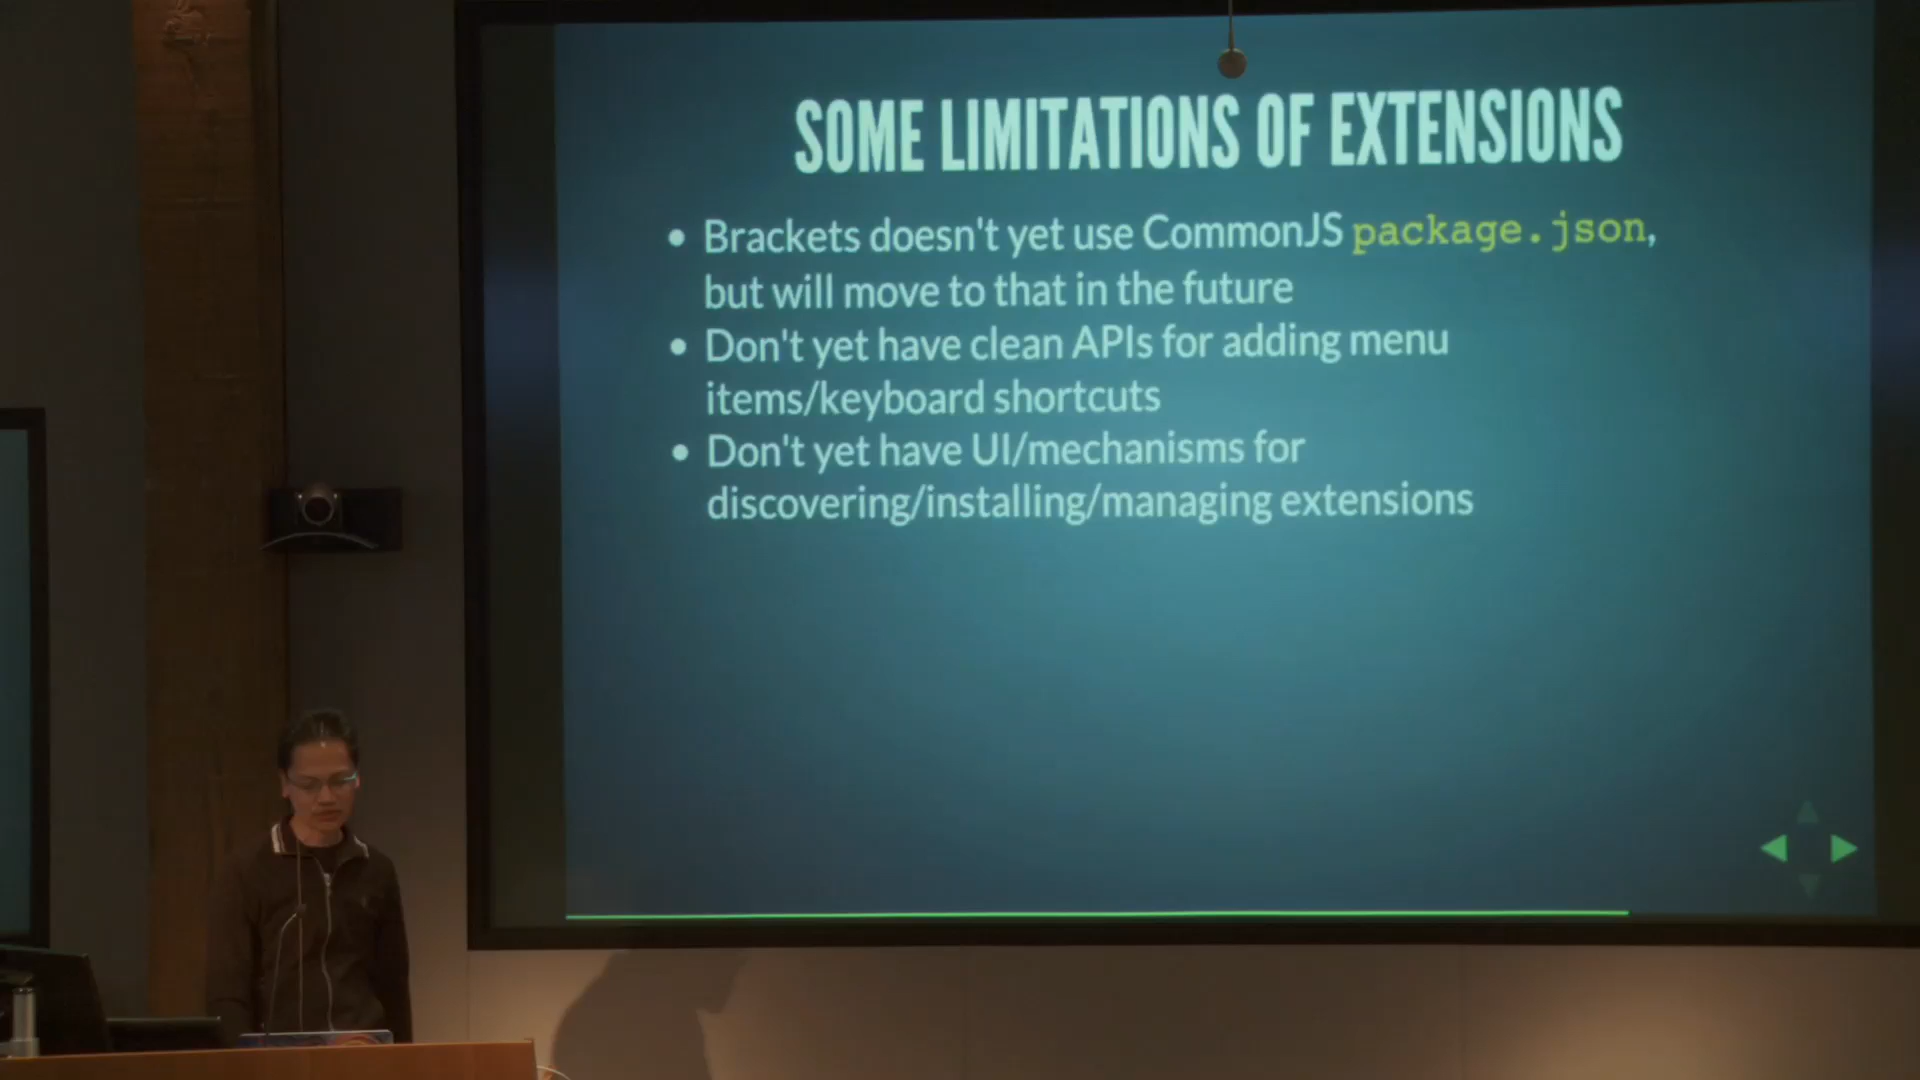 SOME LIMITATIONS OF EXTENSIONS
• Brackets doesn't yet use CommonJS package.json,
but will move to that in the future
• Don't yet have clean APIs for adding menu
items/keyboard shortcuts
• Don't yet have UI/mechanisms for
discovering/installing/managing extensions